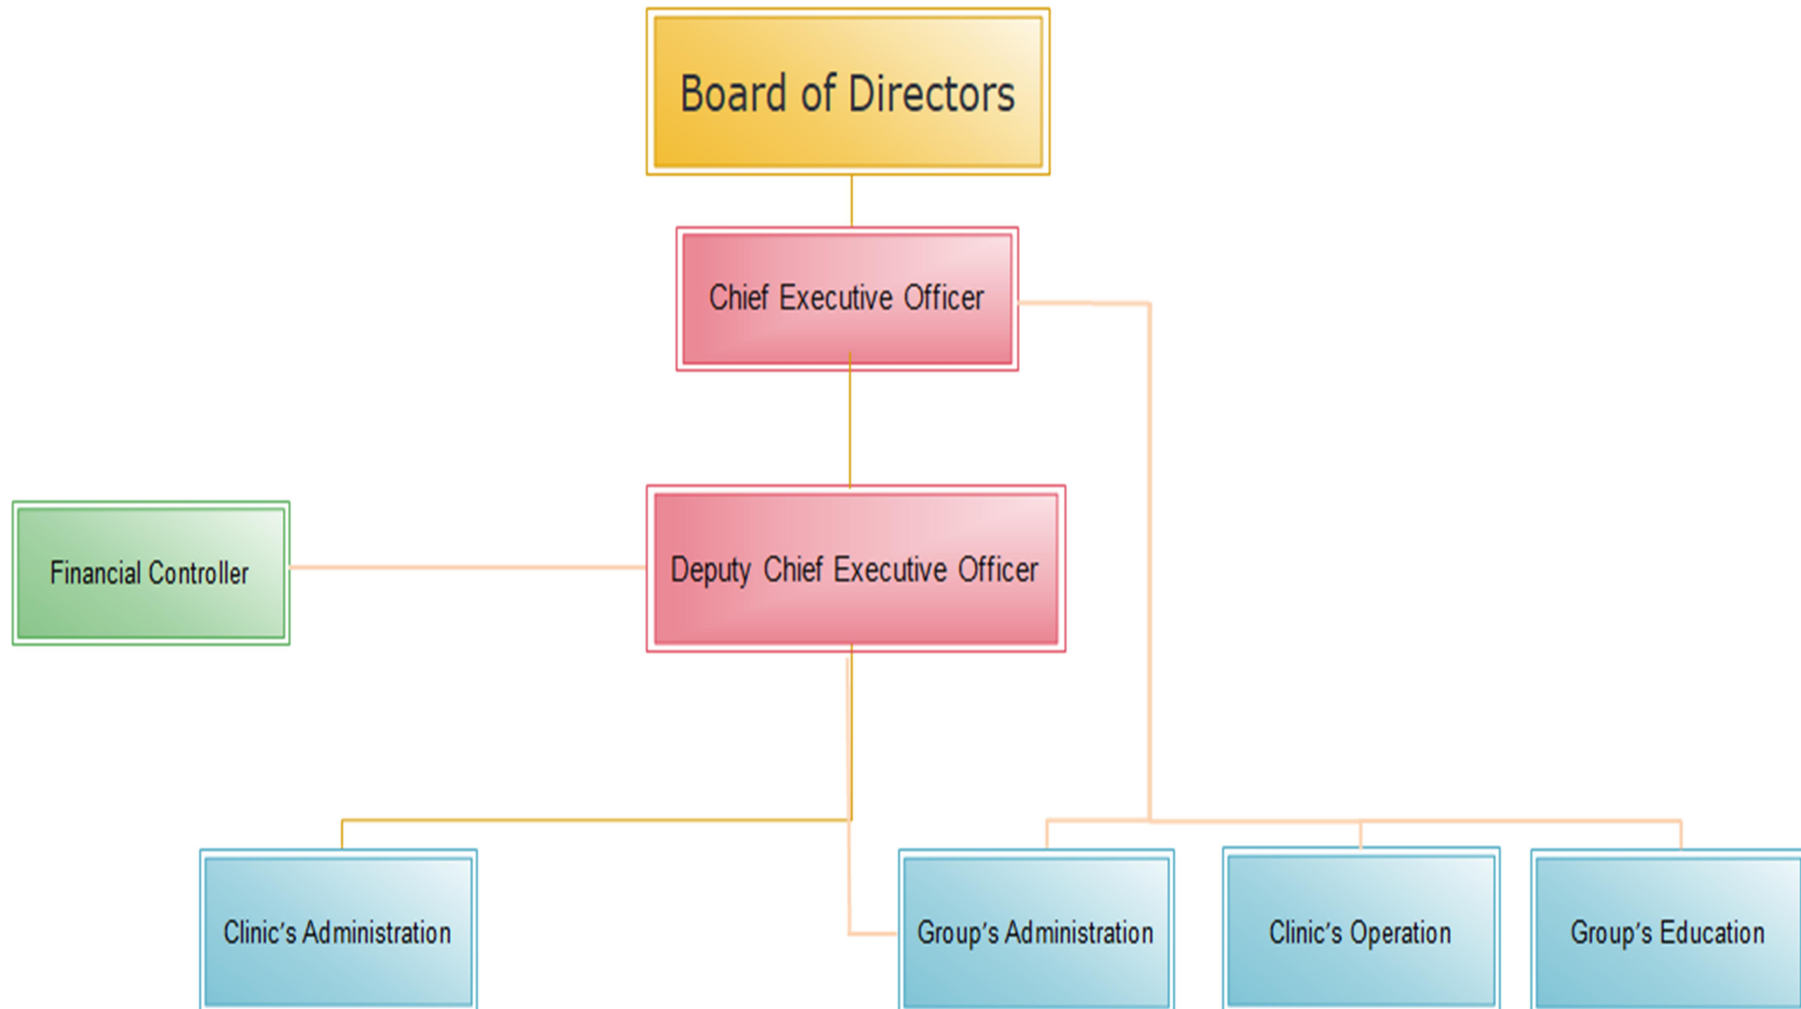 Board of Directors
Chief Executive Officer
Financial Controller
Deputy Chief Executive Officer
Clinic's Administration
Group's Administration
Clinic's Operation
Group's Education